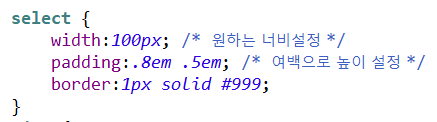 select {
    width:100px; /* 원하는 너비설정 */
    padding:.8em .5em; /* 여백으로 높이 설정 */
    border:1px solid #999;
}